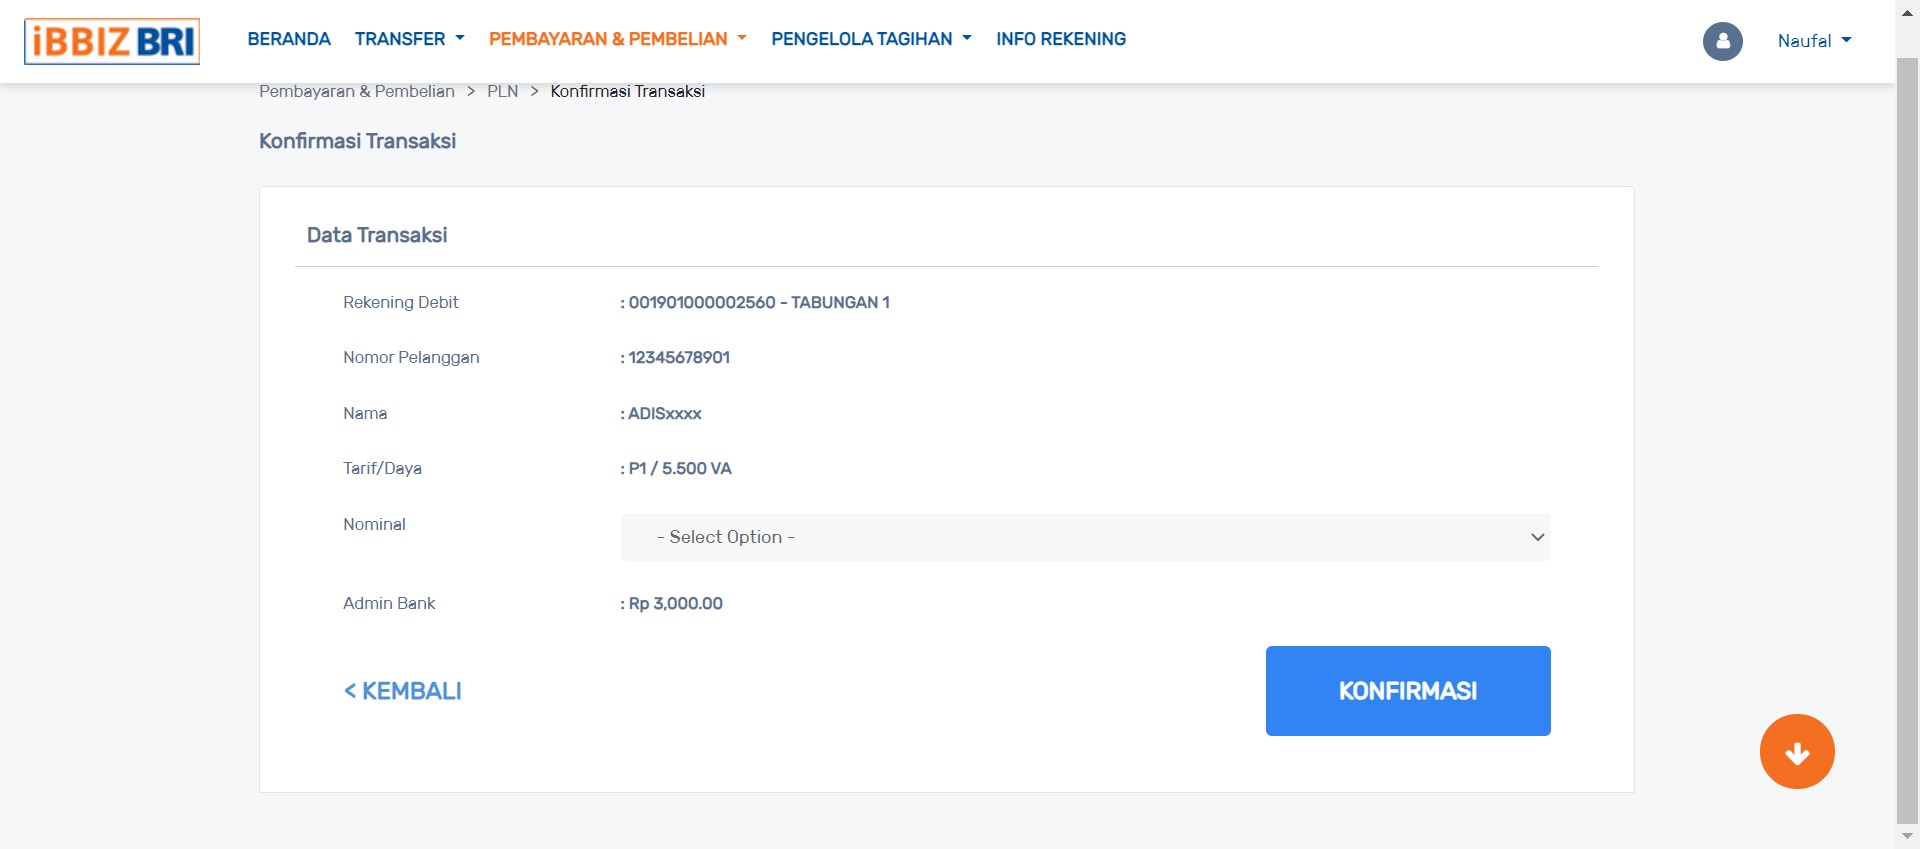 iBBIZ BRI BERANDA TRANSFER PEMBAYARAN & PEMBELIAN PENGELOLA TAGIHAN INFO REKENING Naufal
Pembayaran & Pembelian > PLN > Konfirmasi Transaksi
Konfirmasi Transaksi
Data Transaksi
Rekening Debit : 001901000002560 - TABUNGAN 1
Nomor Pelanggan : 12345678901
Nama : ADISxxxx
Tarif/Daya : P1 / 5.500 VA
Nominal - Select Option -
Admin Bank : Rp 3,000.00
< KEMBALI KONFIRMASI